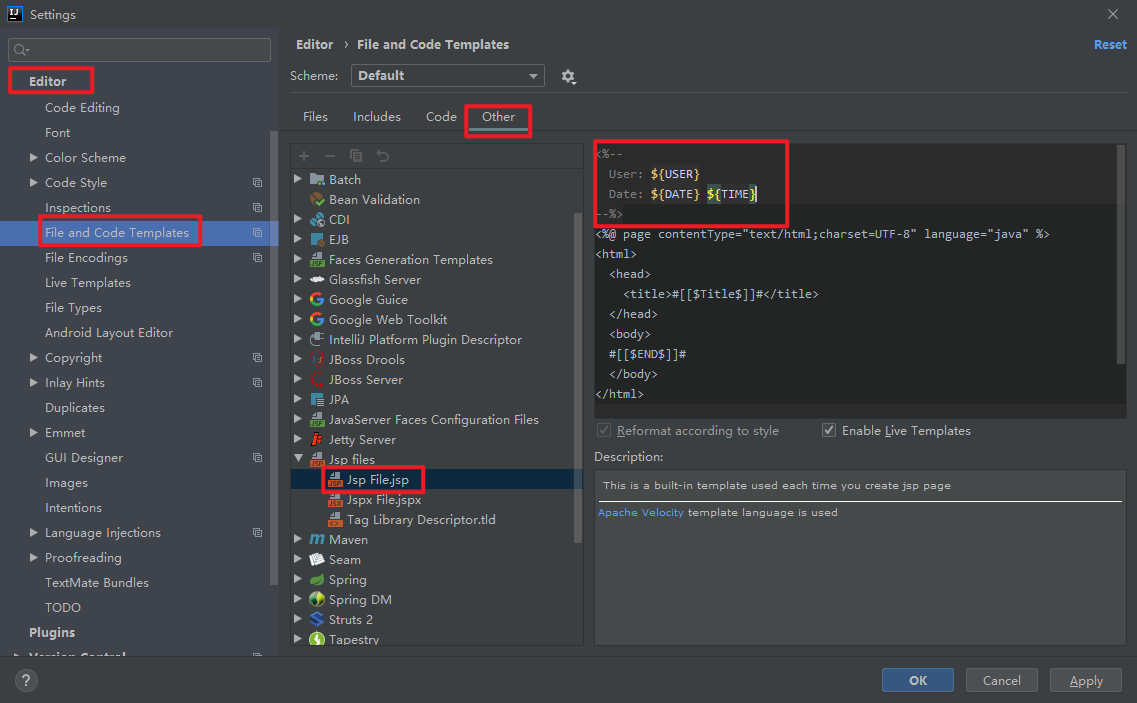 Settings
Editor
Code Editing
Font
Color Scheme
Code Style
Inspections
File and Code Templates
File Encodings
Live Templates
File Types
Android Layout Editor
Copyright
Inlay Hints
Duplicates
Emmet
GUI Designer
Images
Intentions
Language Injections
Proofreading
TextMate Bundles
TODO
Plugins
Version Control
Editor › File and Code Templates
Reset
Scheme: Default
Files Includes Code Other
Batch
Bean Validation
CDI
EJB
Faces Generation Templates
Glassfish Server
Google Guice
Google Web Toolkit
IntelliJ Platform Plugin Descriptor
JBoss Drools
JBoss Server
JPA
JavaServer Faces Configuration Files
Jetty Server
Jsp files
Jsp File.jsp
Jspx File.jspx
Tag Library Descriptor.tld
Maven
Seam
Spring
Spring DM
Struts 2
Tapestry
<%--
User: ${USER}
Date: ${DATE} ${TIME}
--%>
<%@ page contentType="text/html;charset=UTF-8" language="java" %>
<html>
<head>
<title>#[[$Title$]]#</title>
</head>
<body>
#[[$END$]]#
</body>
</html>
Reformat according to style
Enable Live Templates
Description:
This is a built-in template used each time you create jsp page
Apache Velocity template language is used
?
OK
Cancel
Apply